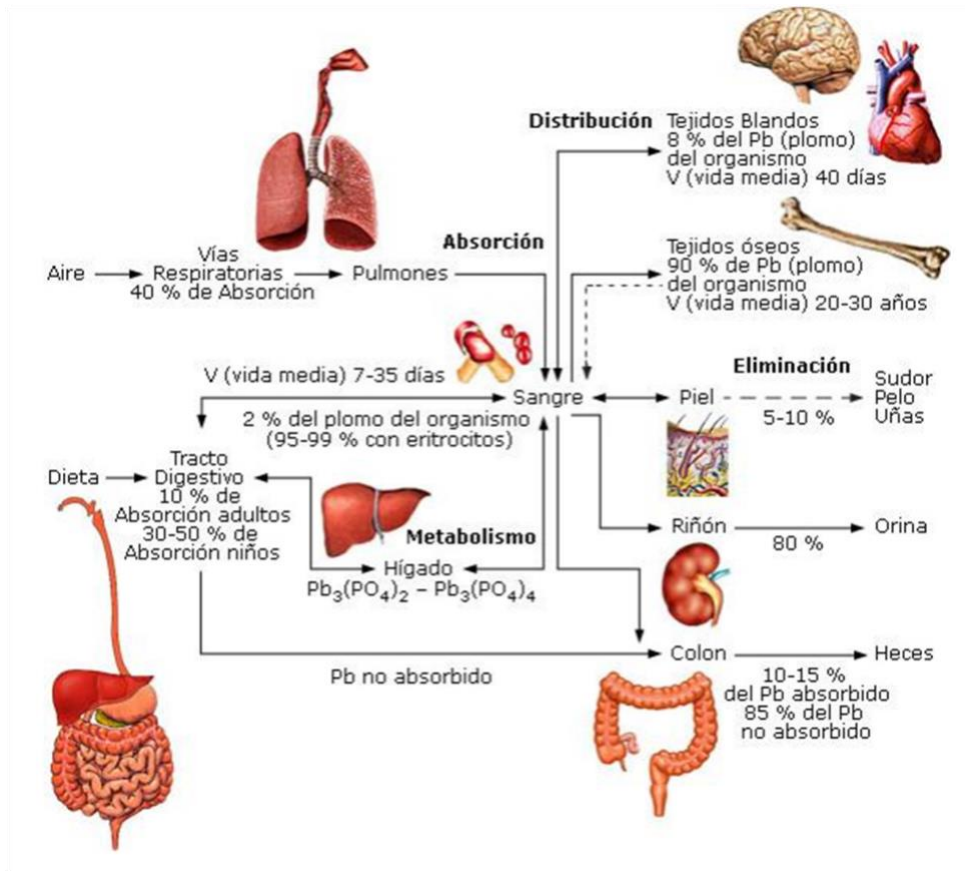 Distribución
Tejidos Blandos
8 % del Pb (plomo)
del organismo
V (vida media) 40 días
Absorción
Vías
Aire
Respiratorias
40 % de Absorción
Pulmones
Tejidos óseos
90 % de Pb (plomo)
del organismo
V (vida media) 20-30 años
V (vida media) 7-35 días
Sangre
2 % del plomo del organismo
(95-99 % con eritrocitos)
Eliminación
Piel
5-10 %
Sudor
Pelo
Uñas
Dieta
Tracto
Digestivo
10 % de
Absorción adultos
30-50 % de
Absorción niños
Metabolismo
Hígado
Pb₃(PO₄)₂ – Pb₃(PO₄)₄
Riñón
80 %
Orina
Pb no absorbido
Colon
Heces
10-15 %
del Pb absorbido
85 % del Pb
no absorbido